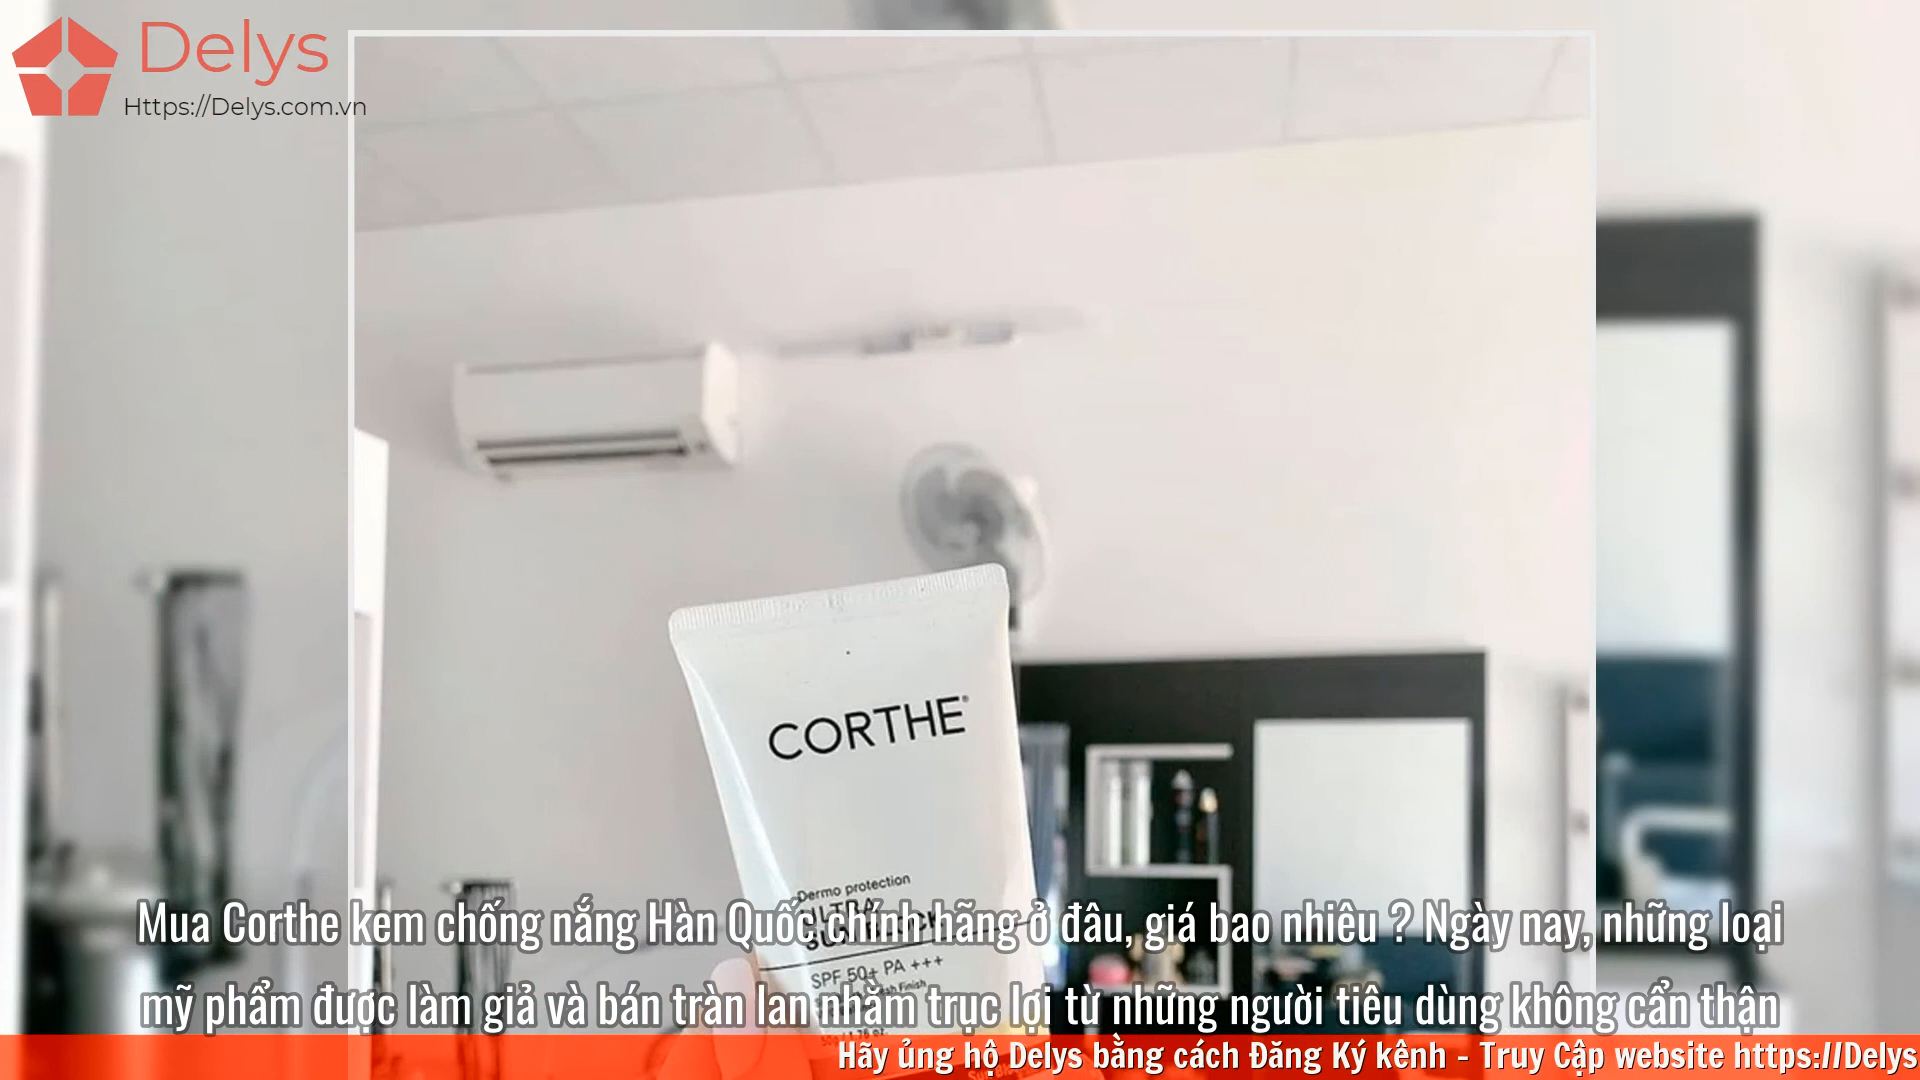 Delys
Https://Delys.com.vn
CORTHE®
Dermo protection
ULTRA
SPF 50+ PA +++
Finish
Mua Corthe kem chống nắng Hàn Quốc chính hãng ở đâu, giá bao nhiêu ? Ngày nay, những loại
mỹ phẩm được làm giả và bán tràn lan nhằm trục lợi từ những người tiêu dùng không cẩn thận
Hãy ủng hộ Delys bằng cách Đăng Ký kênh - Truy Cập website https://Delys